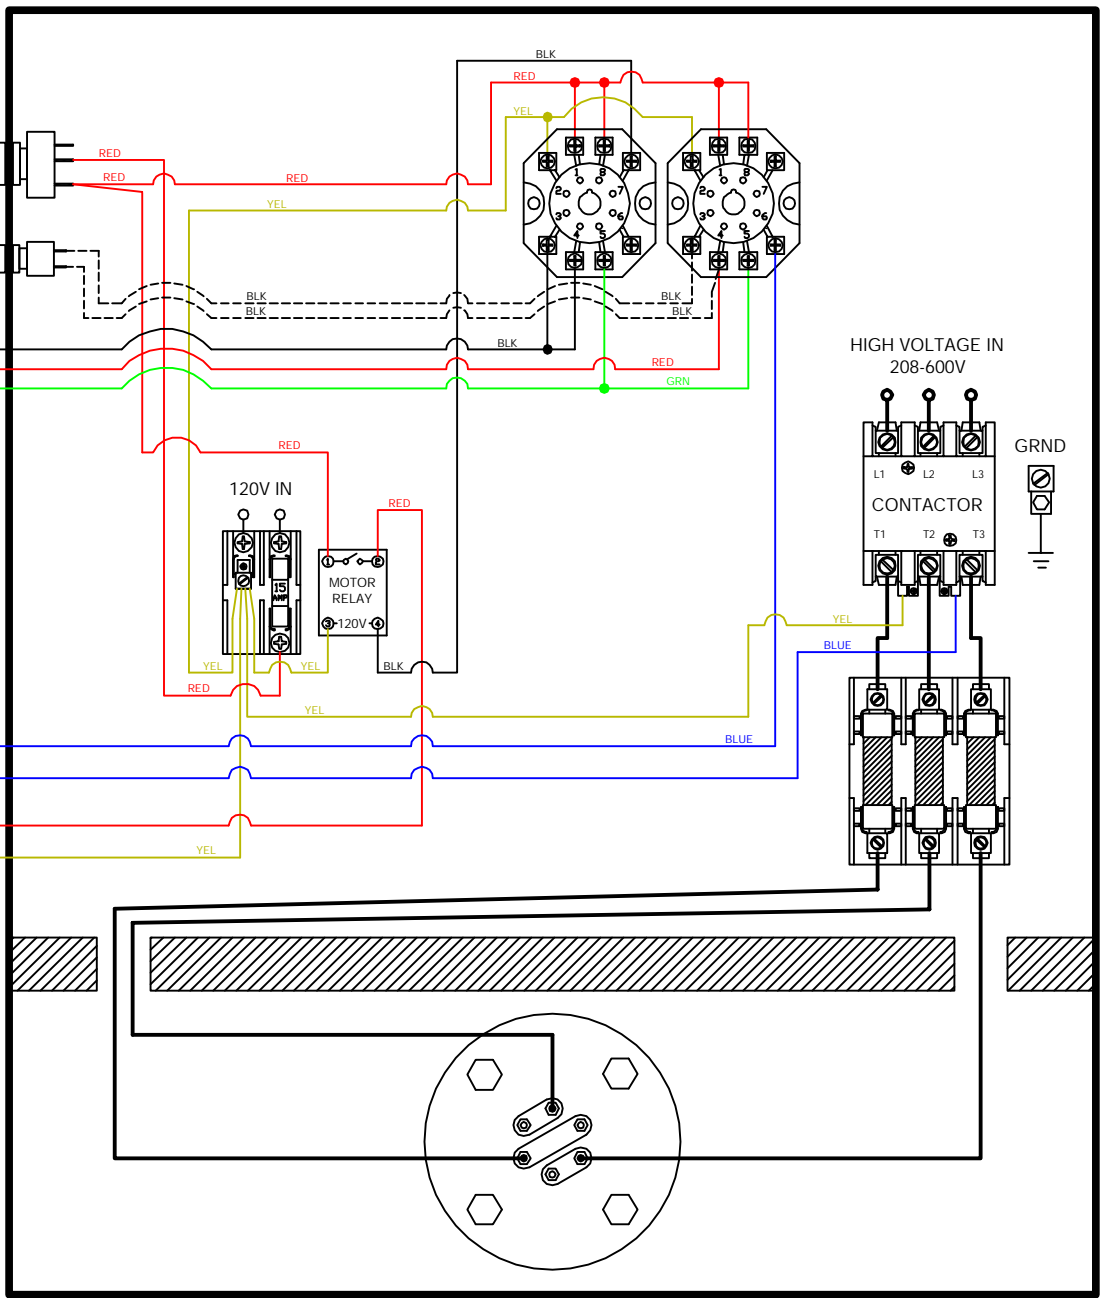 BLK
RED
YEL
RED
RED
RED
YEL
1 8
2 7
3 6
4 5
1 8
2 7
3 6
4 5
BLK
BLK
BLK
BLK
BLK
RED
GRN
HIGH VOLTAGE IN
208-600V
GRND
L1 L2 L3
CONTACTOR
T1 T2 T3
RED
120V IN
RED
1 2
MOTOR
RELAY
3 -120V- 4
15
AMP
YEL
YEL
BLK
YEL
BLUE
RED
YEL
BLUE
YEL